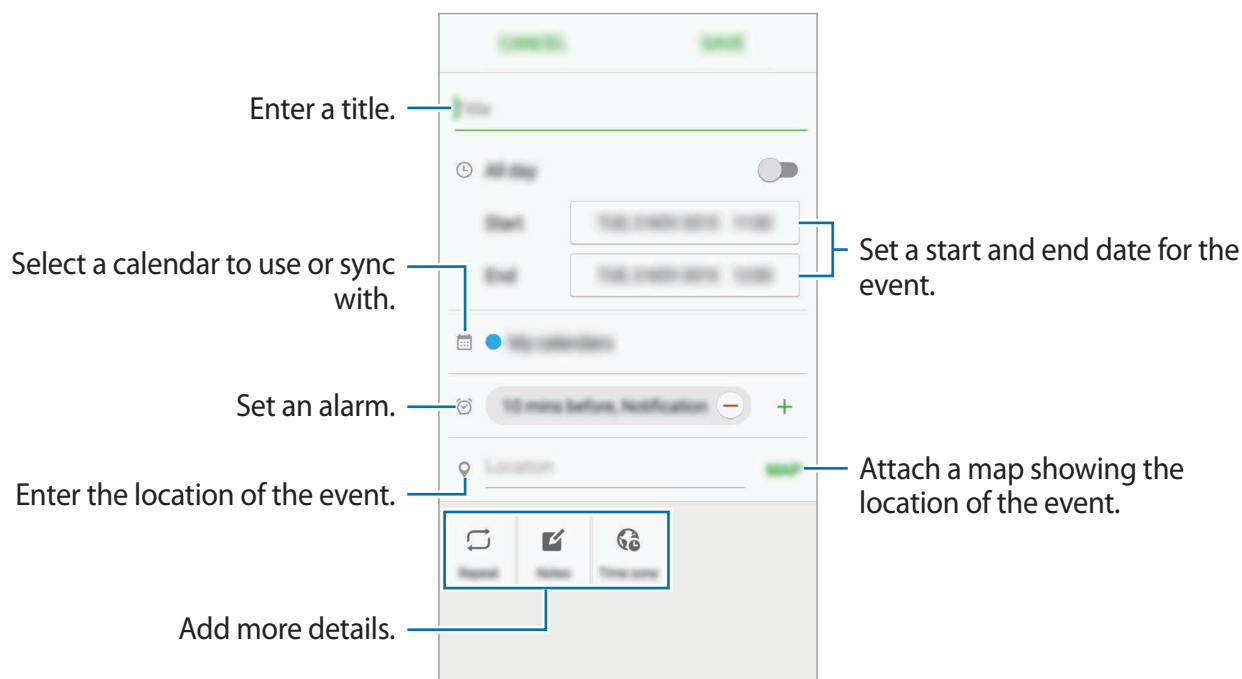 CANCEL SAVE
Enter a title.
Title
All day
Start
Set a start and end date for the
event.
Select a calendar to use or sync
with.
End
My calendars
Set an alarm.
10 mins before, Notification
Location
MAP
Enter the location of the event.
Attach a map showing the
location of the event.
Repeat Notes Time zone
Add more details.